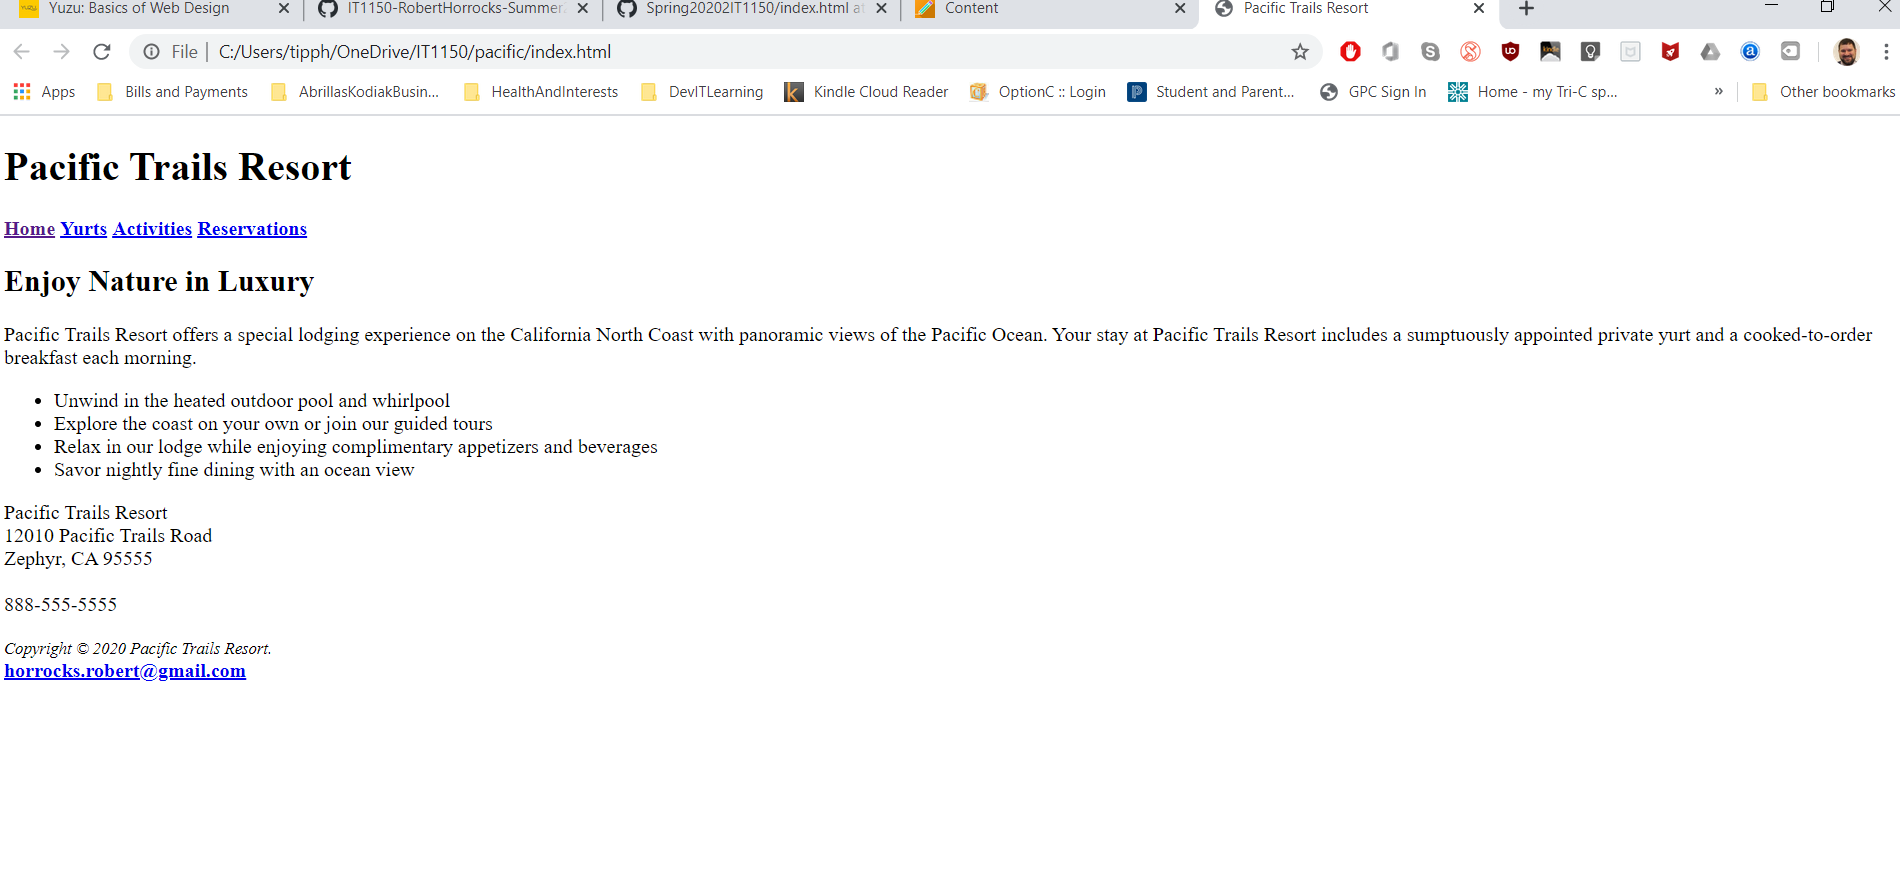 Yuzu: Basics of Web Design
IT1150-RobertHorrocks-Summer
Spring20202IT1150/index.html at
Content
Pacific Trails Resort
File | C:/Users/tipph/OneDrive/IT1150/pacific/index.html
Apps
Bills and Payments
AbrillasKodiakBusin...
HealthAndInterests
DevITLearning
Kindle Cloud Reader
OptionC :: Login
Student and Parent...
GPC Sign In
Home - my Tri-C sp...
»
Other bookmarks
Pacific Trails Resort
Home Yurts Activities Reservations
Enjoy Nature in Luxury
Pacific Trails Resort offers a special lodging experience on the California North Coast with panoramic views of the Pacific Ocean. Your stay at Pacific Trails Resort includes a sumptuously appointed private yurt and a cooked-to-order
breakfast each morning.
• Unwind in the heated outdoor pool and whirlpool
• Explore the coast on your own or join our guided tours
• Relax in our lodge while enjoying complimentary appetizers and beverages
• Savor nightly fine dining with an ocean view
Pacific Trails Resort
12010 Pacific Trails Road
Zephyr, CA 95555
888-555-5555
Copyright © 2020 Pacific Trails Resort.
horrocks.robert@gmail.com